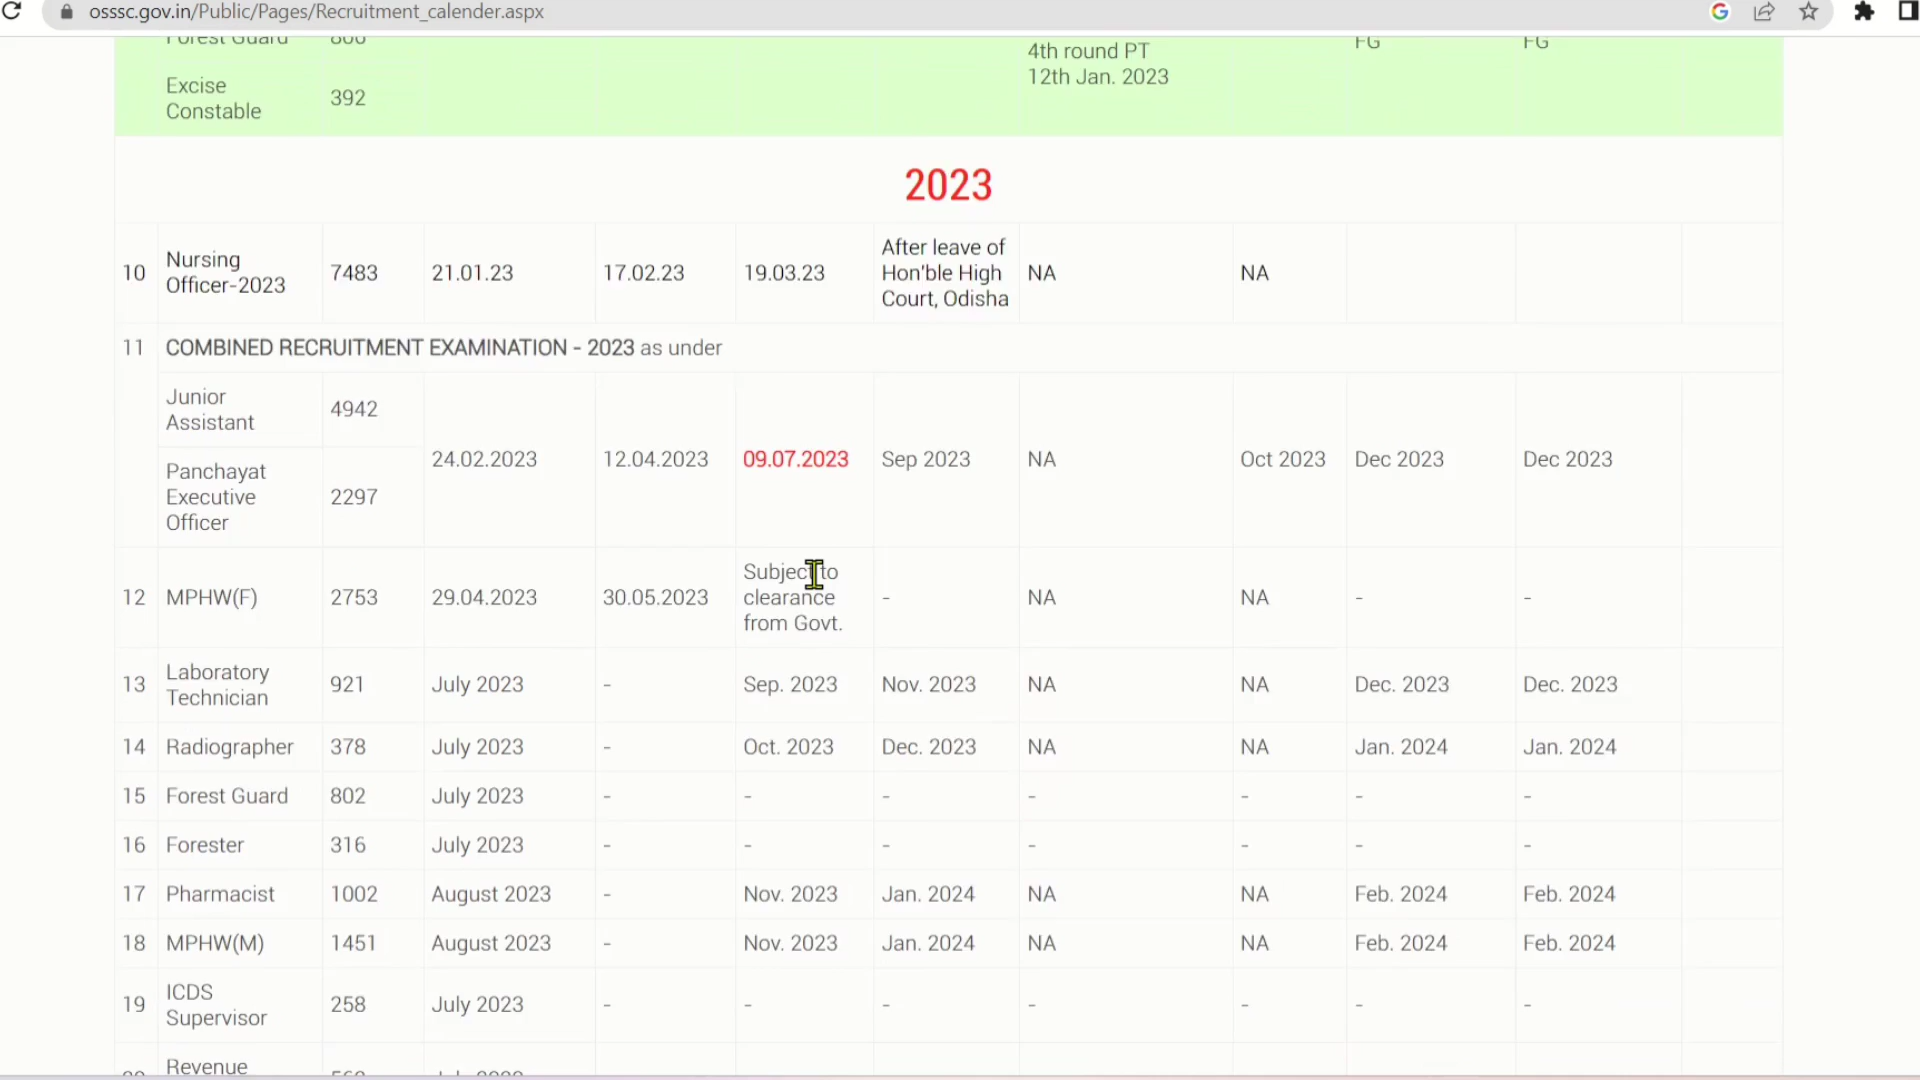 osssc.gov.in/Public/Pages/Recruitment_calender.aspx
Forest Guard 800 FG FG
4th round PT
12th Jan. 2023
Excise
Constable
392
2023
10
Nursing
Officer-2023
7483 21.01.23 17.02.23 19.03.23
After leave of
Hon'ble High
Court, Odisha
NA NA
11 COMBINED RECRUITMENT EXAMINATION - 2023 as under
Junior
Assistant
4942
Panchayat
Executive
Officer
2297
24.02.2023 12.04.2023 09.07.2023 Sep 2023 NA Oct 2023 Dec 2023 Dec 2023
12 MPHW(F) 2753 29.04.2023 30.05.2023
Subject to
clearance
from Govt.
- NA NA - -
13
Laboratory
Technician
921 July 2023 - Sep. 2023 Nov. 2023 NA NA Dec. 2023 Dec. 2023
14 Radiographer 378 July 2023 - Oct. 2023 Dec. 2023 NA NA Jan. 2024 Jan. 2024
15 Forest Guard 802 July 2023 - - - - - - -
16 Forester 316 July 2023 - - - - - - -
17 Pharmacist 1002 August 2023 - Nov. 2023 Jan. 2024 NA NA Feb. 2024 Feb. 2024
18 MPHW(M) 1451 August 2023 - Nov. 2023 Jan. 2024 NA NA Feb. 2024 Feb. 2024
19
ICDS
Supervisor
258 July 2023 - - - - - - -
Revenue